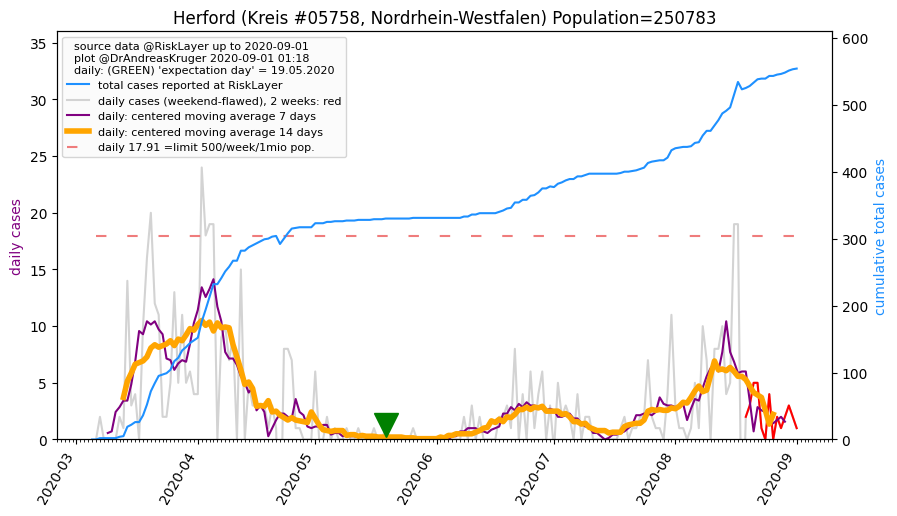 Herford (Kreis #05758, Nordrhein-Westfalen) Population=250783
source data @RiskLayer up to 2020-09-01
plot @DrAndreasKruger 2020-09-01 01:18
daily: (GREEN) 'expectation day' = 19.05.2020
total cases reported at RiskLayer
daily cases (weekend-flawed), 2 weeks: red
daily: centered moving average 7 days
daily: centered moving average 14 days
daily 17.91 =limit 500/week/1mio pop.
daily cases
35
30
25
20
15
10
5
0
cumulative total cases
600
500
400
300
200
100
0
2020-03
2020-04
2020-05
2020-06
2020-07
2020-08
2020-09